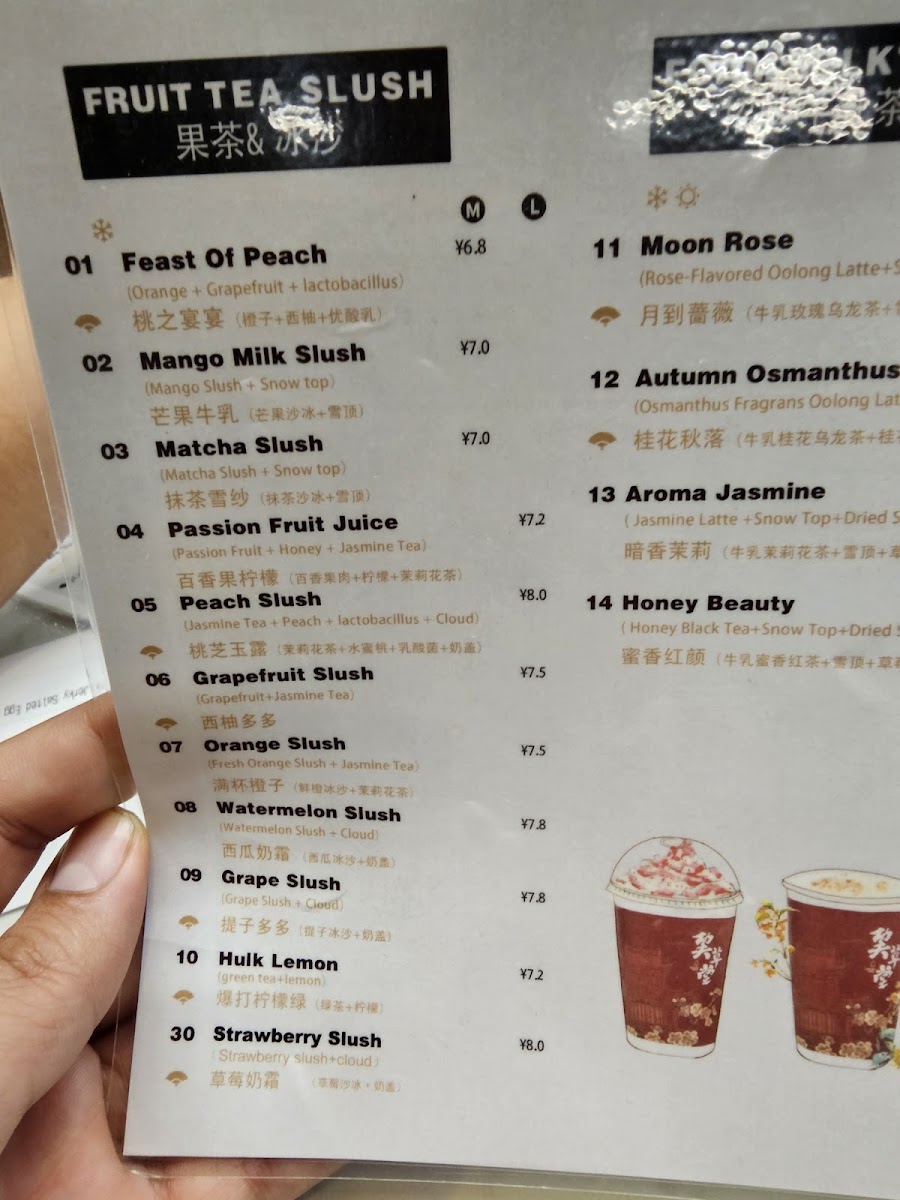 FRUIT TEA SLUSH
果茶& 冰沙
M L
01 Feast Of Peach ¥6.8
(Orange + Grapefruit + lactobacillus)
桃之宴宴 (橙子+西柚+优酸乳)
02 Mango Milk Slush ¥7.0
(Mango Slush + Snow top)
芒果牛乳 (芒果沙冰+雪顶)
03 Matcha Slush ¥7.0
(Matcha Slush + Snow top)
抹茶雪纱 (抹茶沙冰+雪顶)
04 Passion Fruit Juice ¥7.2
(Passion Fruit + Honey + Jasmine Tea)
百香果柠檬 (百香果肉+柠檬+茉莉花茶)
05 Peach Slush ¥8.0
(Jasmine Tea + Peach + lactobacillus + Cloud)
桃芝玉露 (茉莉花茶+水蜜桃+乳酸菌+奶盖)
06 Grapefruit Slush ¥7.5
(Grapefruit+Jasmine Tea)
西柚多多
07 Orange Slush ¥7.5
(Fresh Orange Slush + Jasmine Tea)
满杯橙子 (鲜橙冰沙+茉莉花茶)
08 Watermelon Slush ¥7.8
(Watermelon Slush + Cloud)
西瓜奶霜 (西瓜冰沙+奶盖)
09 Grape Slush ¥7.8
(Grape Slush + Cloud)
提子多多 (提子冰沙+奶盖)
10 Hulk Lemon ¥7.2
(green tea+lemon)
爆打柠檬绿 (绿茶+柠檬)
30 Strawberry Slush ¥8.0
(Strawberry slush+cloud)
草莓奶霜 (草莓沙冰+奶盖)
茶
11 Moon Rose
(Rose-Flavored Oolong Latte+S
月到蔷薇 (牛乳玫瑰乌龙茶+
12 Autumn Osmanthus
(Osmanthus Fragrans Oolong Lat
桂花秋落 (牛乳桂花乌龙茶+桂
13 Aroma Jasmine
( Jasmine Latte +Snow Top+Dried S
暗香茉莉 (牛乳茉莉花茶+雪顶+草
14 Honey Beauty
( Honey Black Tea+Snow Top+Dried S
蜜香红颜 (牛乳蜜香红茶+雪顶+草莓
Jerky Salted Egg